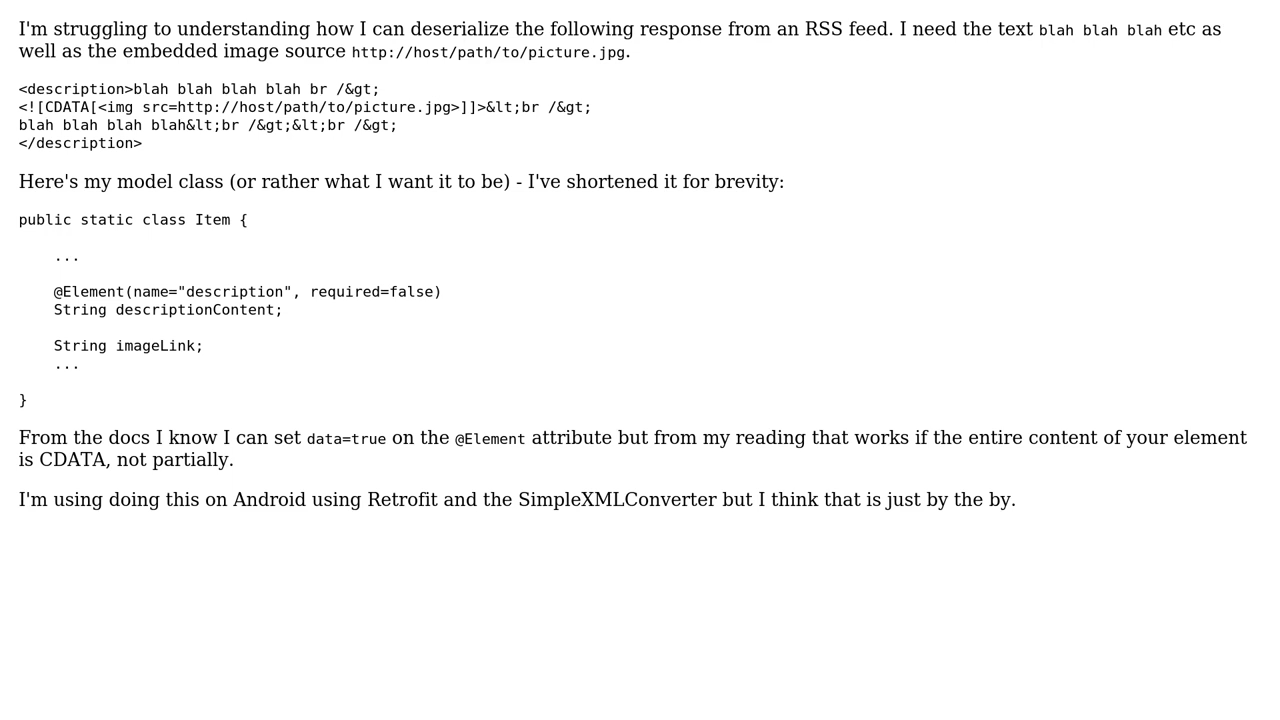 I'm struggling to understanding how I can deserialize the following response from an RSS feed. I need the text blah blah blah etc as
well as the embedded image source http://host/path/to/picture.jpg.
<description>blah blah blah blah br /&gt;
<![CDATA[<img src=http://host/path/to/picture.jpg>]]>&lt;br /&gt;
blah blah blah blah&lt;br /&gt;&lt;br /&gt;
</description>
Here's my model class (or rather what I want it to be) - I've shortened it for brevity:
public static class Item {
    ...
    @Element(name="description", required=false)
    String descriptionContent;
    String imageLink;
    ...
}
From the docs I know I can set data=true on the @Element attribute but from my reading that works if the entire content of your element
is CDATA, not partially.
I'm using doing this on Android using Retrofit and the SimpleXMLConverter but I think that is just by the by.